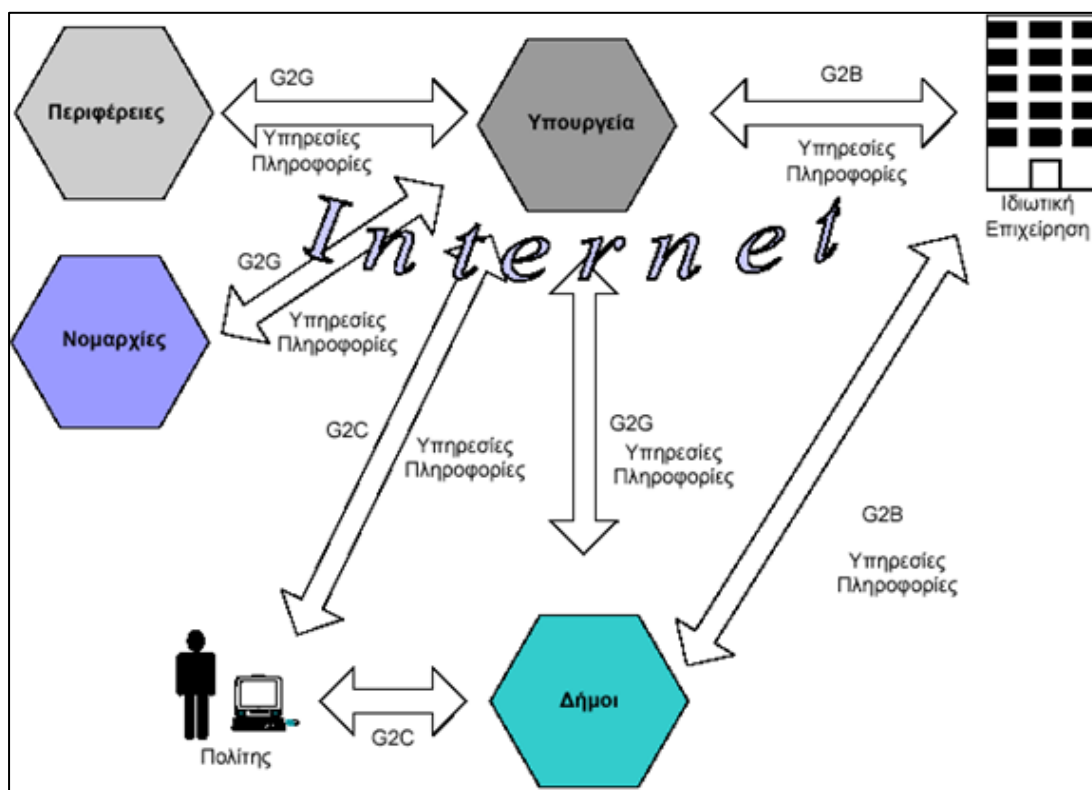 G2G
G2B
Περιφέρειες
Υπουργεία
Υπηρεσίες
Πληροφορίες
Υπηρεσίες
Πληροφορίες
Ιδιωτική
Επιχείρηση
Internet
G2G
Υπηρεσίες
Πληροφορίες
Νομαρχίες
G2C
Υπηρεσίες
Πληροφορίες
G2G
Υπηρεσίες
Πληροφορίες
G2B
Υπηρεσίες
Πληροφορίες
Δήμοι
G2C
Πολίτης